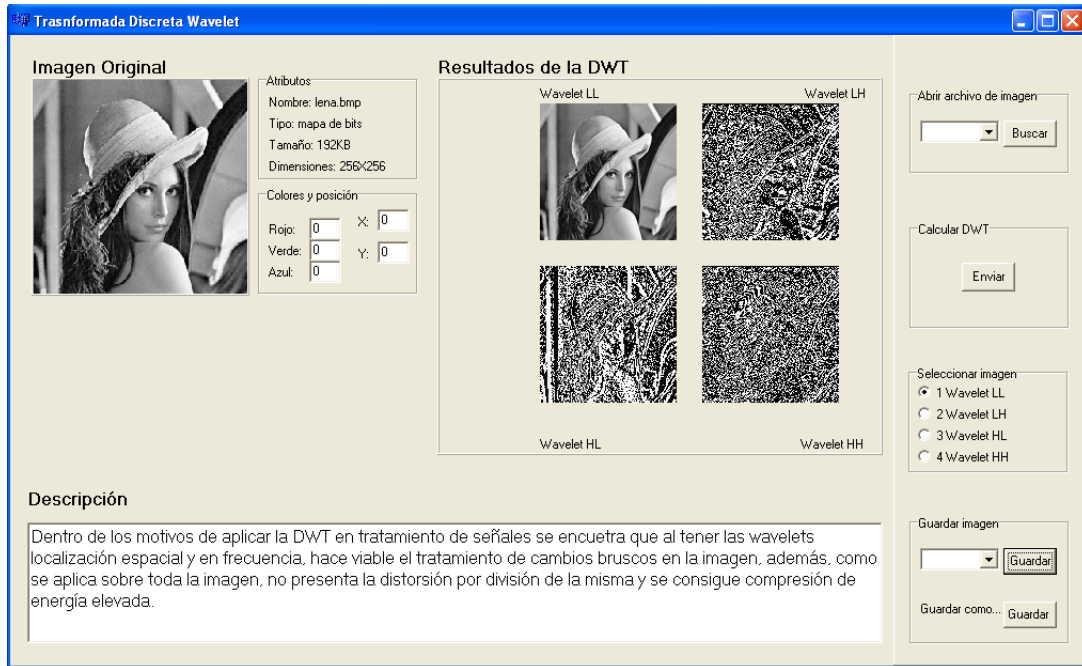 Trasnformada Discreta Wavelet
Imagen Original
Atributos
Nombre: lena.bmp
Tipo: mapa de bits
Tamaño: 192KB
Dimensiones: 256X256
Colores y posición
Rojo: 0
X: 0
Verde: 0
Y: 0
Azul: 0
Resultados de la DWT
Wavelet LL
Wavelet LH
Wavelet HL
Wavelet HH
Abrir archivo de imagen
Buscar
Calcular DWT
Enviar
Seleccionar imagen
1 Wavelet LL
2 Wavelet LH
3 Wavelet HL
4 Wavelet HH
Guardar imagen
Guardar
Guardar como... Guardar
Descripción
Dentro de los motivos de aplicar la DWT en tratamiento de señales se encuetra que al tener las wavelets
localización espacial y en frecuencia, hace viable el tratamiento de cambios bruscos en la imagen, además, como
se aplica sobre toda la imagen, no presenta la distorsión por división de la misma y se consigue compresión de
energía elevada.